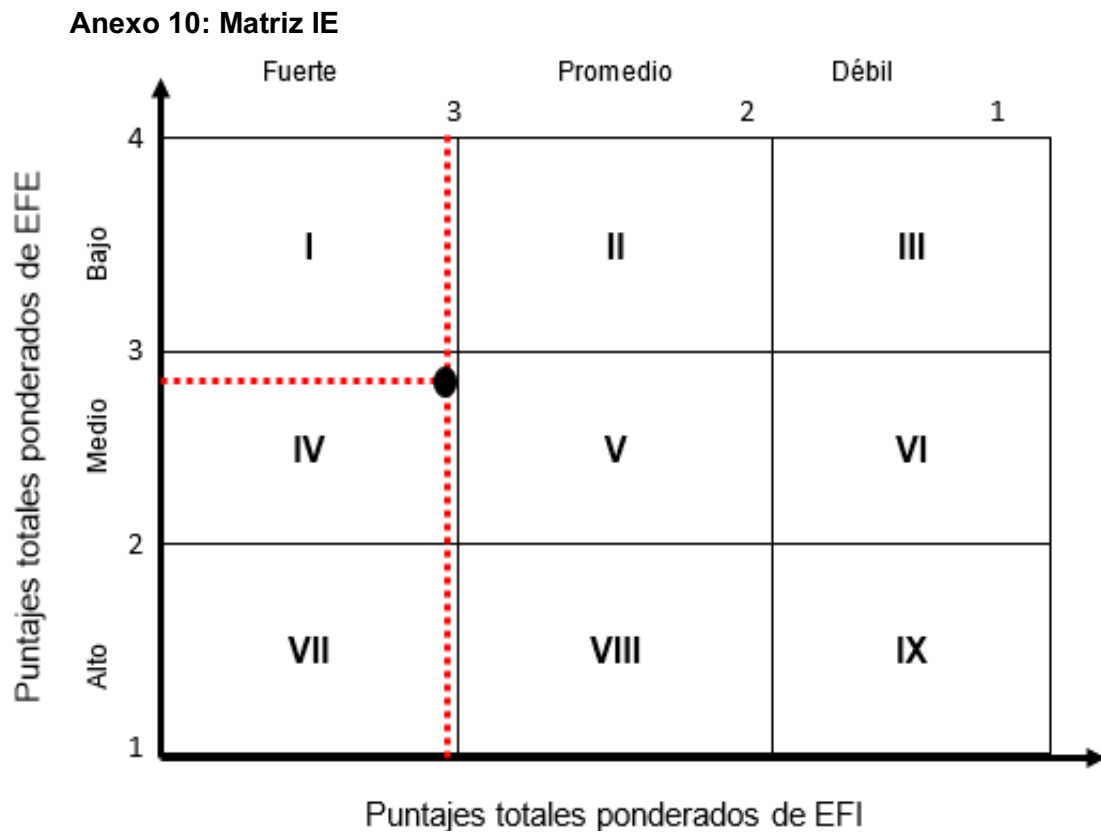 Anexo 10: Matriz IE
Fuerte Promedio Débil
3 2 1
4
Puntajes totales ponderados de EFE
Bajo
I II III
3
Medio
IV V VI
2
Alto
VII VIII IX
1
Puntajes totales ponderados de EFI